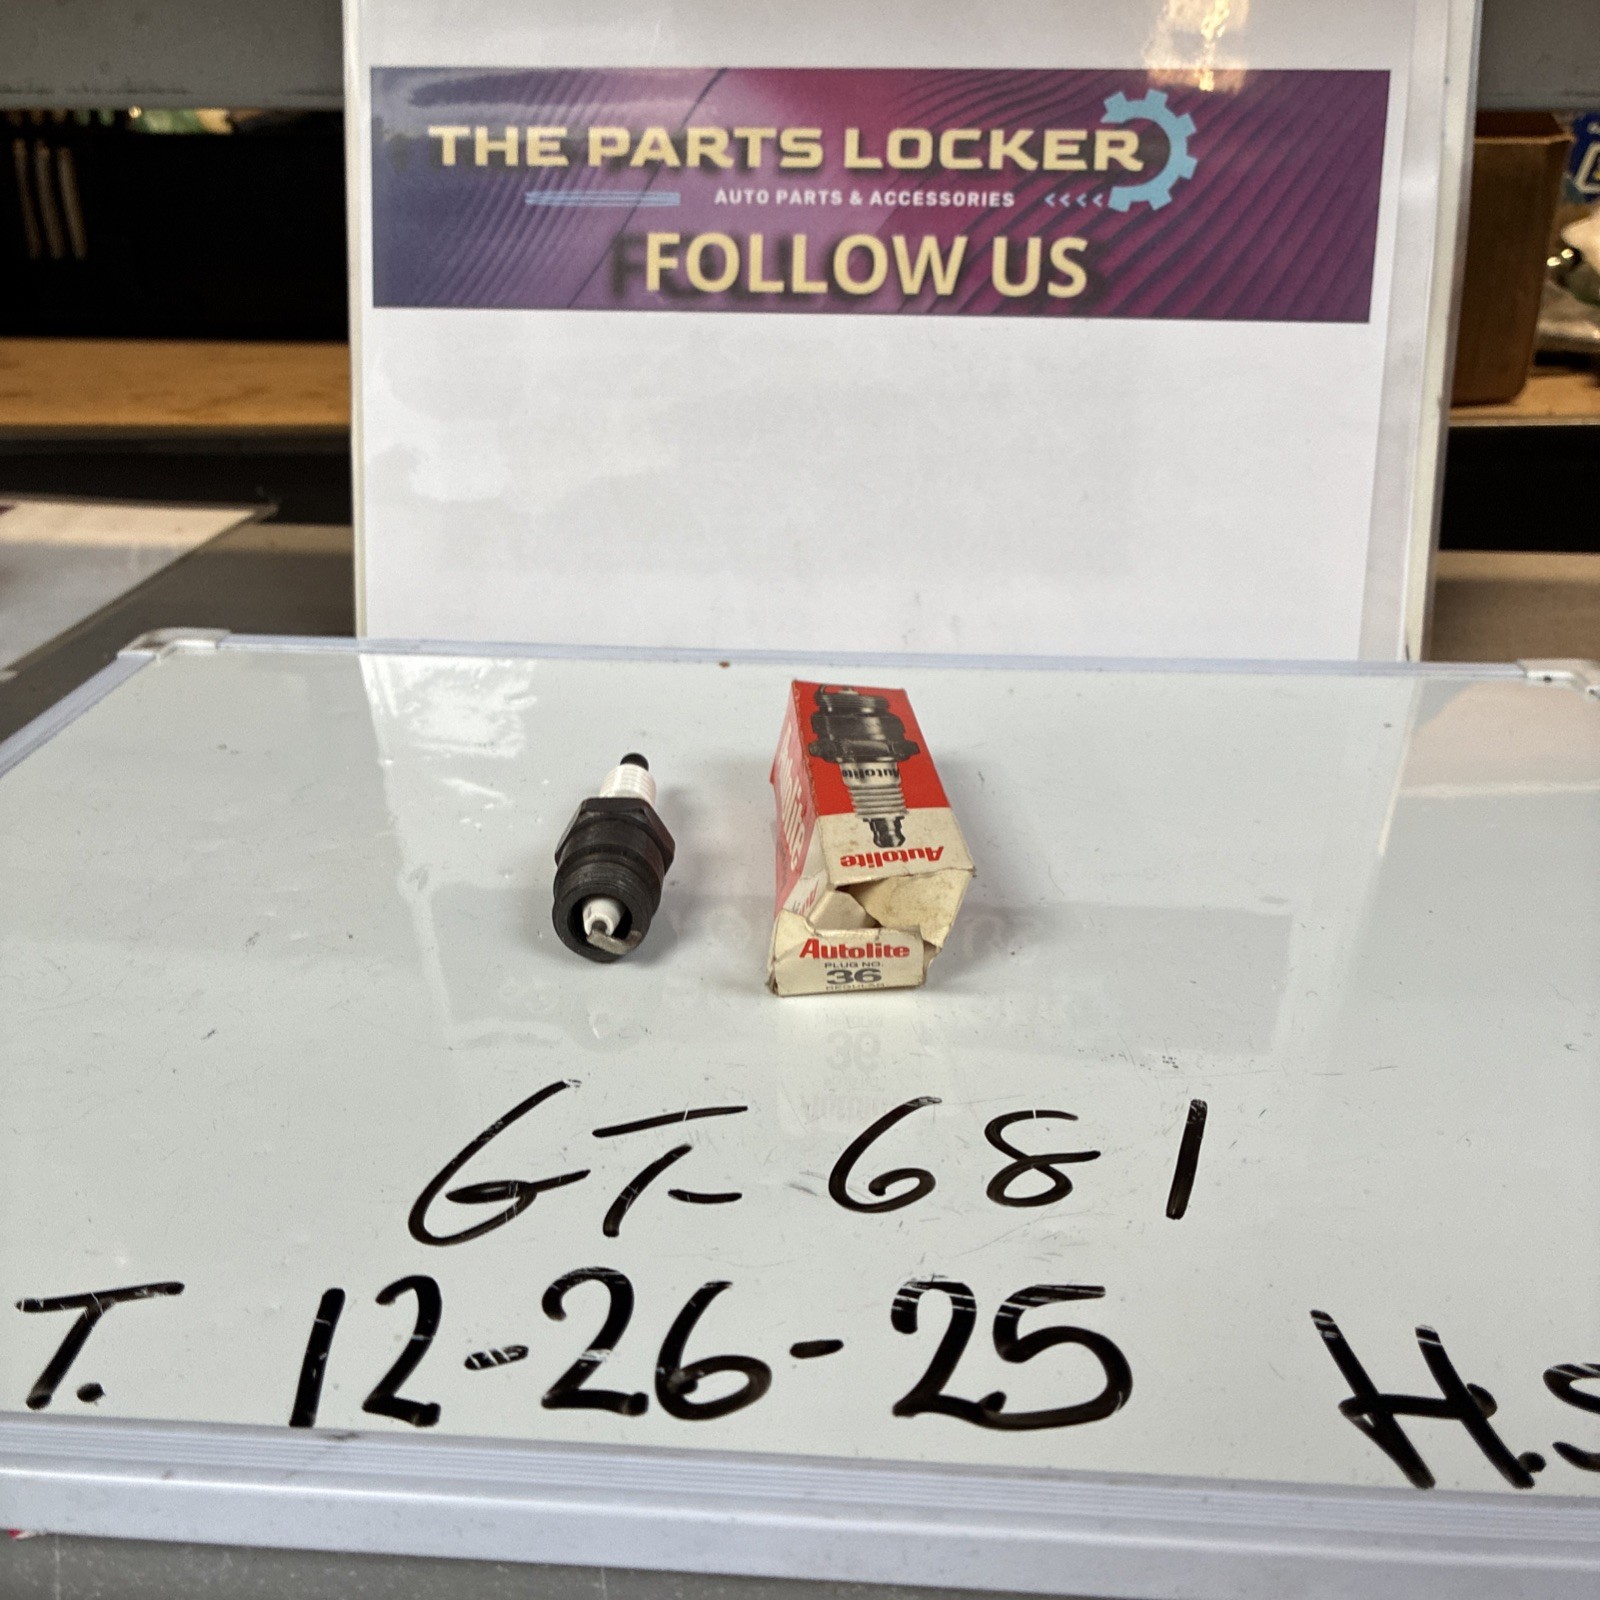 THE PARTS LOCKER
AUTO PARTS & ACCESSORIES <<<<
FOLLOW US
Autolite
Autolite
Autolite
PLUG NO.
36
REGULAR
GT-681
T. 12-26-25 H.S